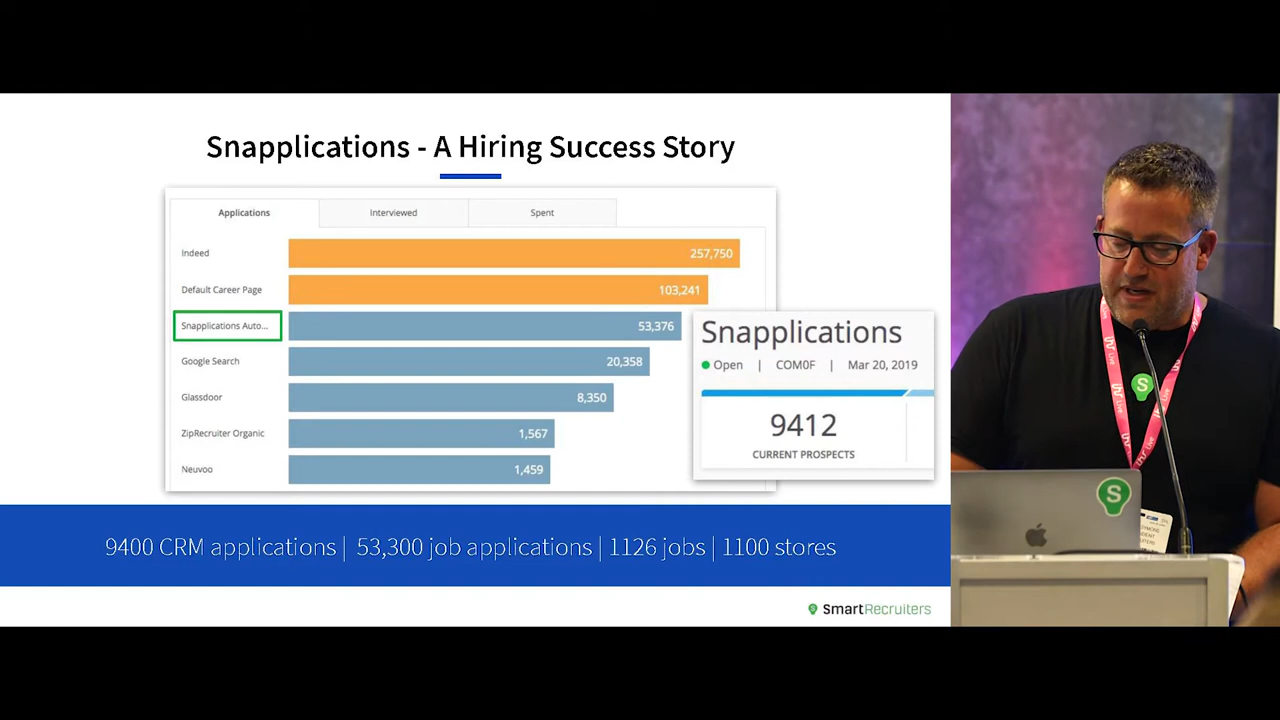 Snapplications - A Hiring Success Story
Applications Interviewed Spent
Indeed 257,750
Default Career Page 103,241
Snapplications Auto... 53,376
Google Search 20,358
Glassdoor 8,350
ZipRecruiter Organic 1,567
Neuvoo 1,459
Snapplications
Open | COM0F | Mar 20, 2019
9412
CURRENT PROSPECTS
9400 CRM applications | 53,300 job applications | 1126 jobs | 1100 stores
S SmartRecruiters
S
Live
Live
S